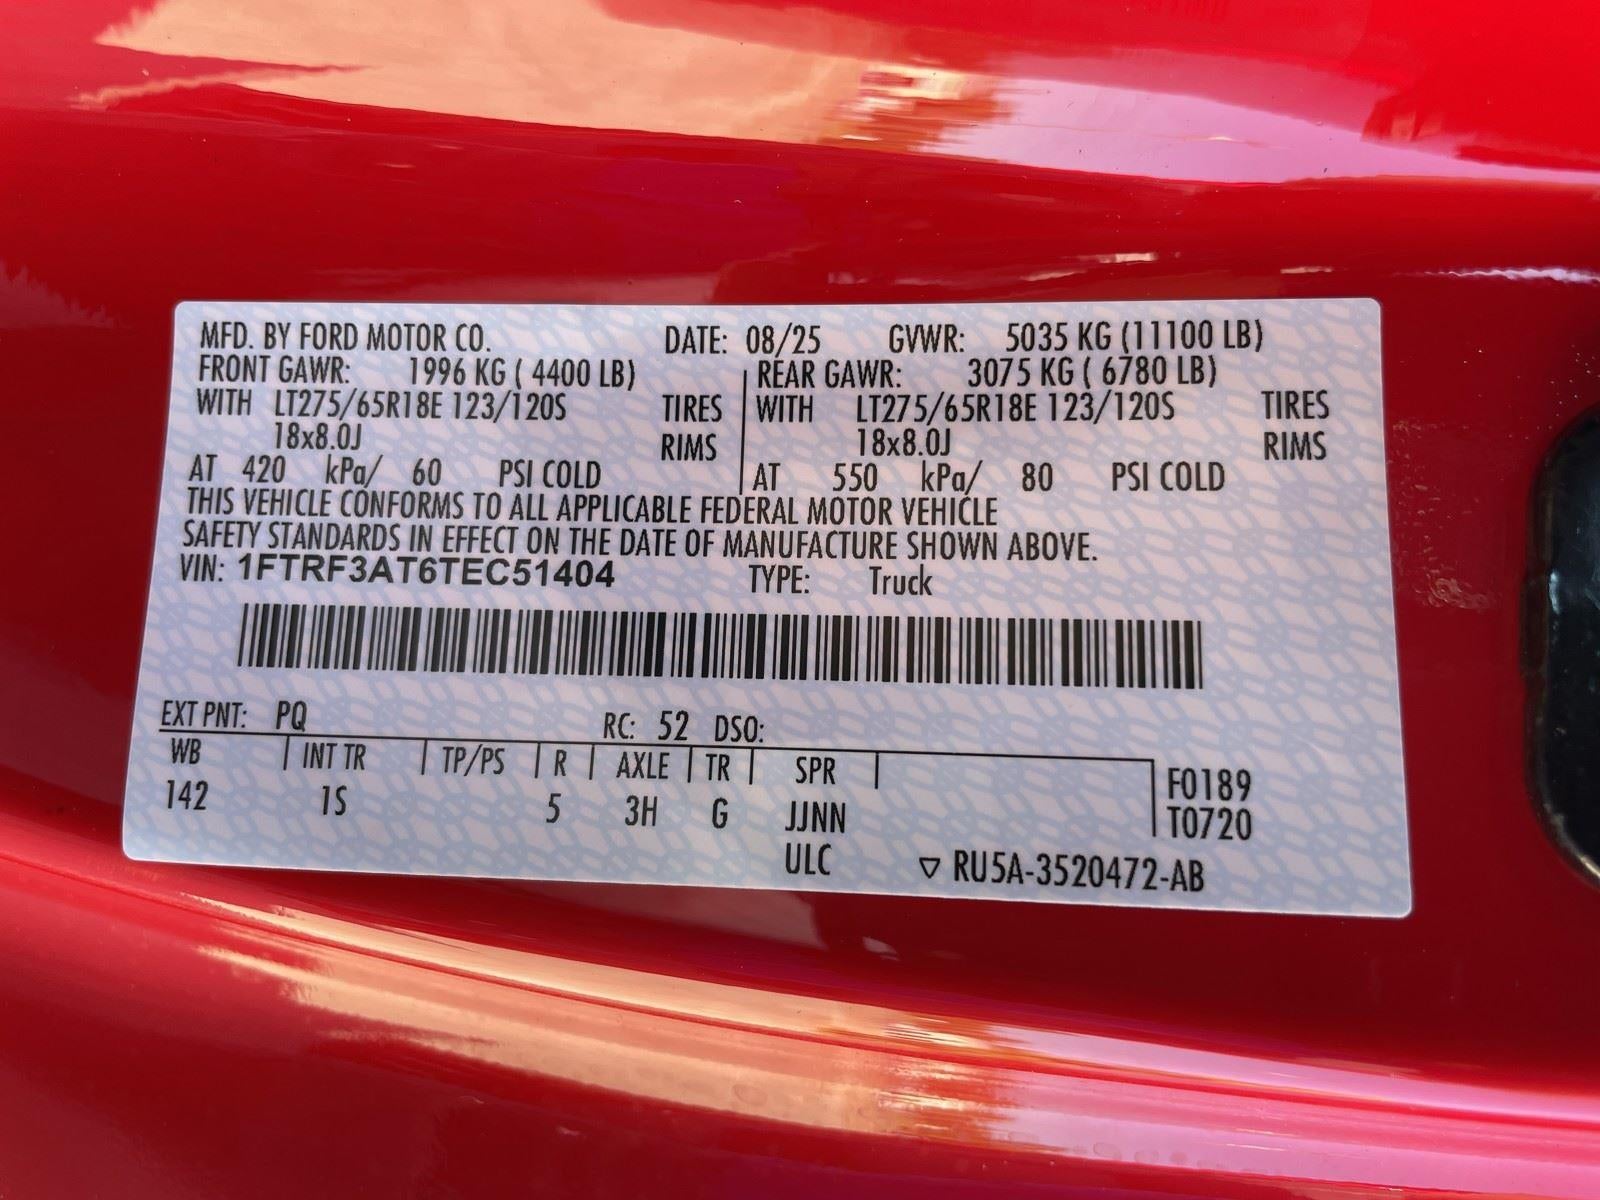 MFD. BY FORD MOTOR CO. DATE: 08/25 GVWR: 5035 KG (11100 LB)
FRONT GAWR: 1996 KG ( 4400 LB) REAR GAWR: 3075 KG ( 6780 LB)
WITH LT275/65R18E 123/120S TIRES WITH LT275/65R18E 123/120S TIRES
18x8.0J RIMS 18x8.0J RIMS
AT 420 kPa/ 60 PSI COLD AT 550 kPa/ 80 PSI COLD
THIS VEHICLE CONFORMS TO ALL APPLICABLE FEDERAL MOTOR VEHICLE
SAFETY STANDARDS IN EFFECT ON THE DATE OF MANUFACTURE SHOWN ABOVE.
VIN: 1FTRF3AT6TEC51404 TYPE: Truck
EXT PNT: PQ RC: 52 DSO:
WB INT TR TP/PS R AXLE TR SPR F0189
142 1S 5 3H G JJNN T0720
ULC ▽ RU5A-3520472-AB